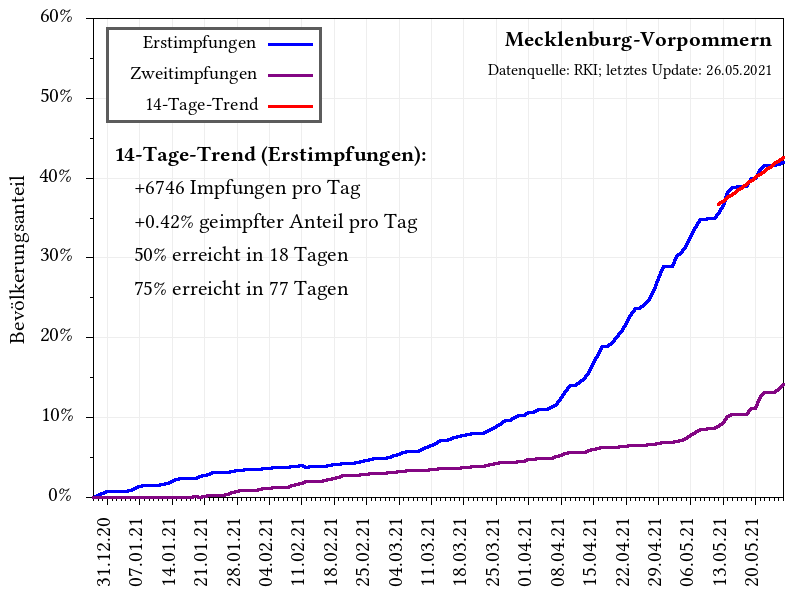 60%
50%
40%
30%
20%
10%
0%
Bevölkerungsanteil
Erstimpfungen
Zweitimpfungen
14-Tage-Trend
Mecklenburg-Vorpommern
Datenquelle: RKI; letztes Update: 26.05.2021
14-Tage-Trend (Erstimpfungen):
+6746 Impfungen pro Tag
+0.42% geimpfter Anteil pro Tag
50% erreicht in 18 Tagen
75% erreicht in 77 Tagen
31.12.20
07.01.21
14.01.21
21.01.21
28.01.21
04.02.21
11.02.21
18.02.21
25.02.21
04.03.21
11.03.21
18.03.21
25.03.21
01.04.21
08.04.21
15.04.21
22.04.21
29.04.21
06.05.21
13.05.21
20.05.21